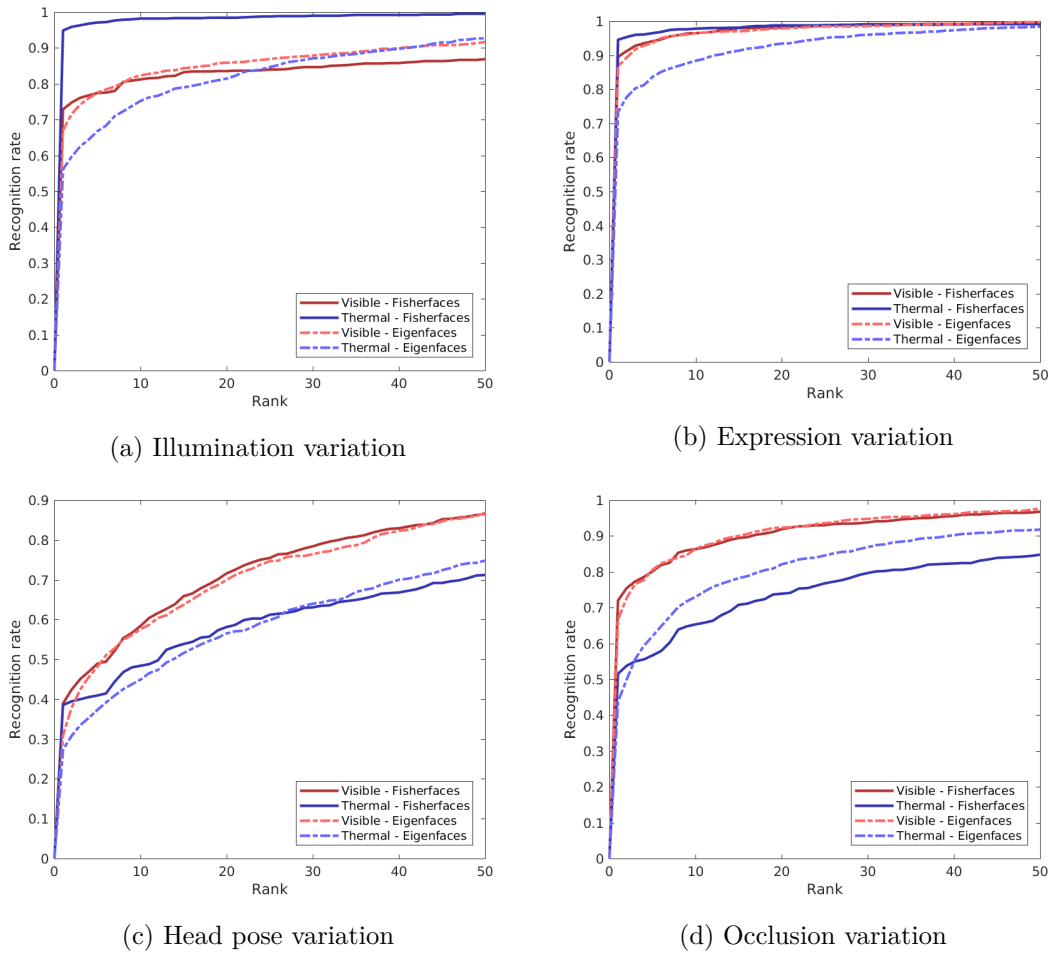 1
0.9
0.8
0.7
0.6
0.5
0.4
0.3
0.2
0.1
0
Recognition rate
Visible - Fisherfaces
Thermal - Fisherfaces
Visible - Eigenfaces
Thermal - Eigenfaces
0 10 20 30 40 50
Rank
(a) Illumination variation
1
0.9
0.8
0.7
0.6
0.5
0.4
0.3
0.2
0.1
0
Recognition rate
Visible - Fisherfaces
Thermal - Fisherfaces
Visible - Eigenfaces
Thermal - Eigenfaces
0 10 20 30 40 50
Rank
(b) Expression variation
0.9
0.8
0.7
0.6
0.5
0.4
0.3
0.2
0.1
0
Recognition rate
Visible - Fisherfaces
Thermal - Fisherfaces
Visible - Eigenfaces
Thermal - Eigenfaces
0 10 20 30 40 50
Rank
(c) Head pose variation
1
0.9
0.8
0.7
0.6
0.5
0.4
0.3
0.2
0.1
0
Recognition rate
Visible - Fisherfaces
Thermal - Fisherfaces
Visible - Eigenfaces
Thermal - Eigenfaces
0 10 20 30 40 50
Rank
(d) Occlusion variation